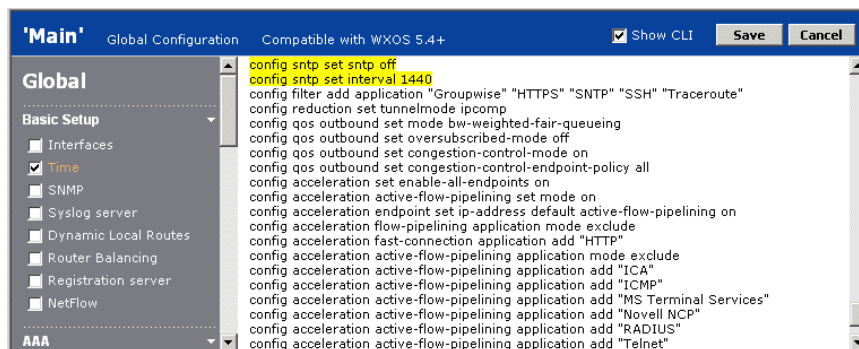 'Main' Global Configuration Compatible with WXOS 5.4+ Show CLI Save Cancel
Global
Basic Setup
Interfaces
Time
SNMP
Syslog server
Dynamic Local Routes
Router Balancing
Registration server
NetFlow
AAA
config sntp set sntp off
config sntp set interval 1440
config filter add application "Groupwise" "HTTPS" "SNTP" "SSH" "Traceroute"
config reduction set tunnelmode ipcomp
config qos outbound set mode bw-weighted-fair-queueing
config qos outbound set oversubscribed-mode off
config qos outbound set congestion-control-mode on
config qos outbound set congestion-control-endpoint-policy all
config acceleration set enable-all-endpoints on
config acceleration active-flow-pipelining set mode on
config acceleration endpoint set ip-address default active-flow-pipelining on
config acceleration flow-pipelining application mode exclude
config acceleration fast-connection application add "HTTP"
config acceleration active-flow-pipelining application mode exclude
config acceleration active-flow-pipelining application add "ICA"
config acceleration active-flow-pipelining application add "ICMP"
config acceleration active-flow-pipelining application add "MS Terminal Services"
config acceleration active-flow-pipelining application add "Novell NCP"
config acceleration active-flow-pipelining application add "RADIUS"
config acceleration active-flow-pipelining application add "Telnet"